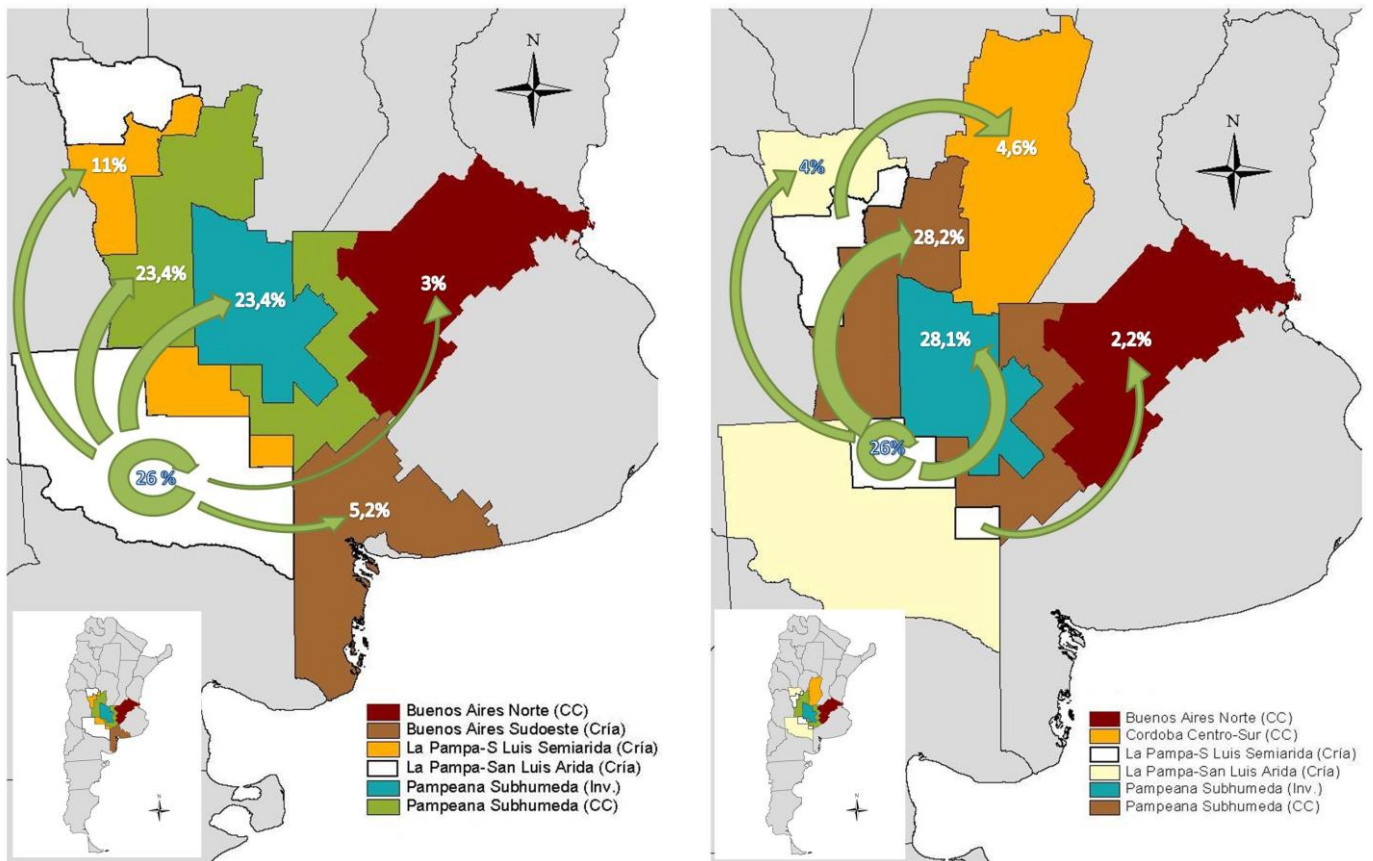 N
11%
23,4%
23,4%
3%
26 %
5,2%
Buenos Aires Norte (CC)
Buenos Aires Sudoeste (Cría)
La Pampa-S Luis Semiarida (Cría)
La Pampa-San Luis Arida (Cría)
Pampeana Subhumeda (Inv.)
Pampeana Subhumeda (CC)
N
N
4,6%
4%
28,2%
28,1%
2,2%
26%
Buenos Aires Norte (CC)
Cordoba Centro-Sur (CC)
La Pampa-S Luis Semiarida (Cría)
La Pampa-San Luis Arida (Cría)
Pampeana Subhumeda (Inv.)
Pampeana Subhumeda (CC)
N